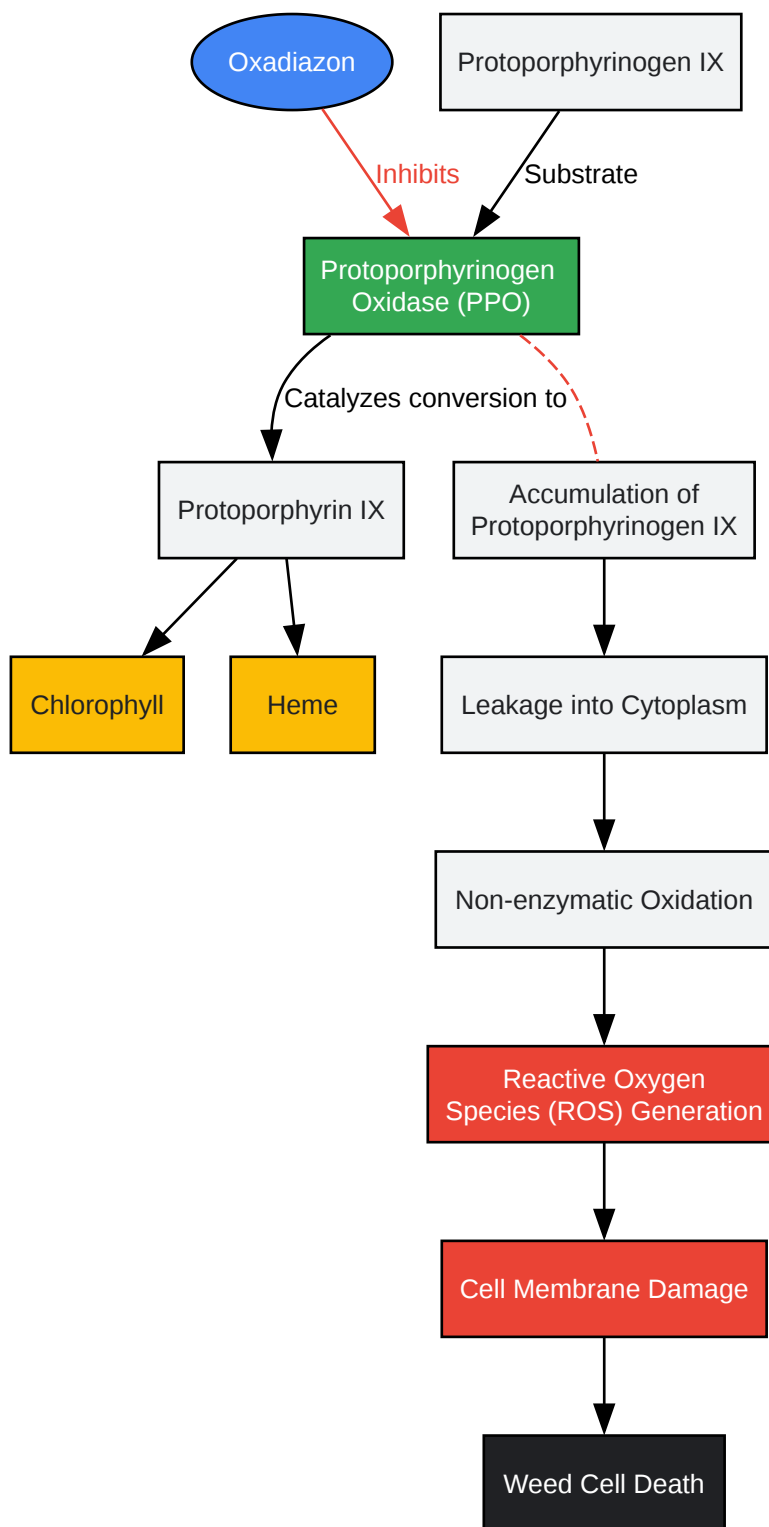 Oxadiazon
Protoporphyrinogen IX
Inhibits
Substrate
Protoporphyrinogen
Oxidase (PPO)
Catalyzes conversion to
Protoporphyrin IX
Accumulation of
Protoporphyrinogen IX
Chlorophyll
Heme
Leakage into Cytoplasm
Non-enzymatic Oxidation
Reactive Oxygen
Species (ROS) Generation
Cell Membrane Damage
Weed Cell Death